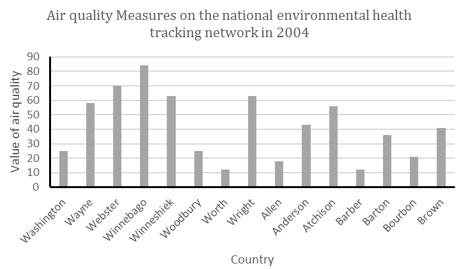 Air quality Measures on the national environmental health
tracking network in 2004
Value of air quality
90
80
70
60
50
40
30
20
10
0
Washington
Wayne
Webster
Winnebago
Winneshiek
Woodbury
Worth
Wright
Allen
Anderson
Atchison
Barber
Barton
Bourbon
Brown
Country